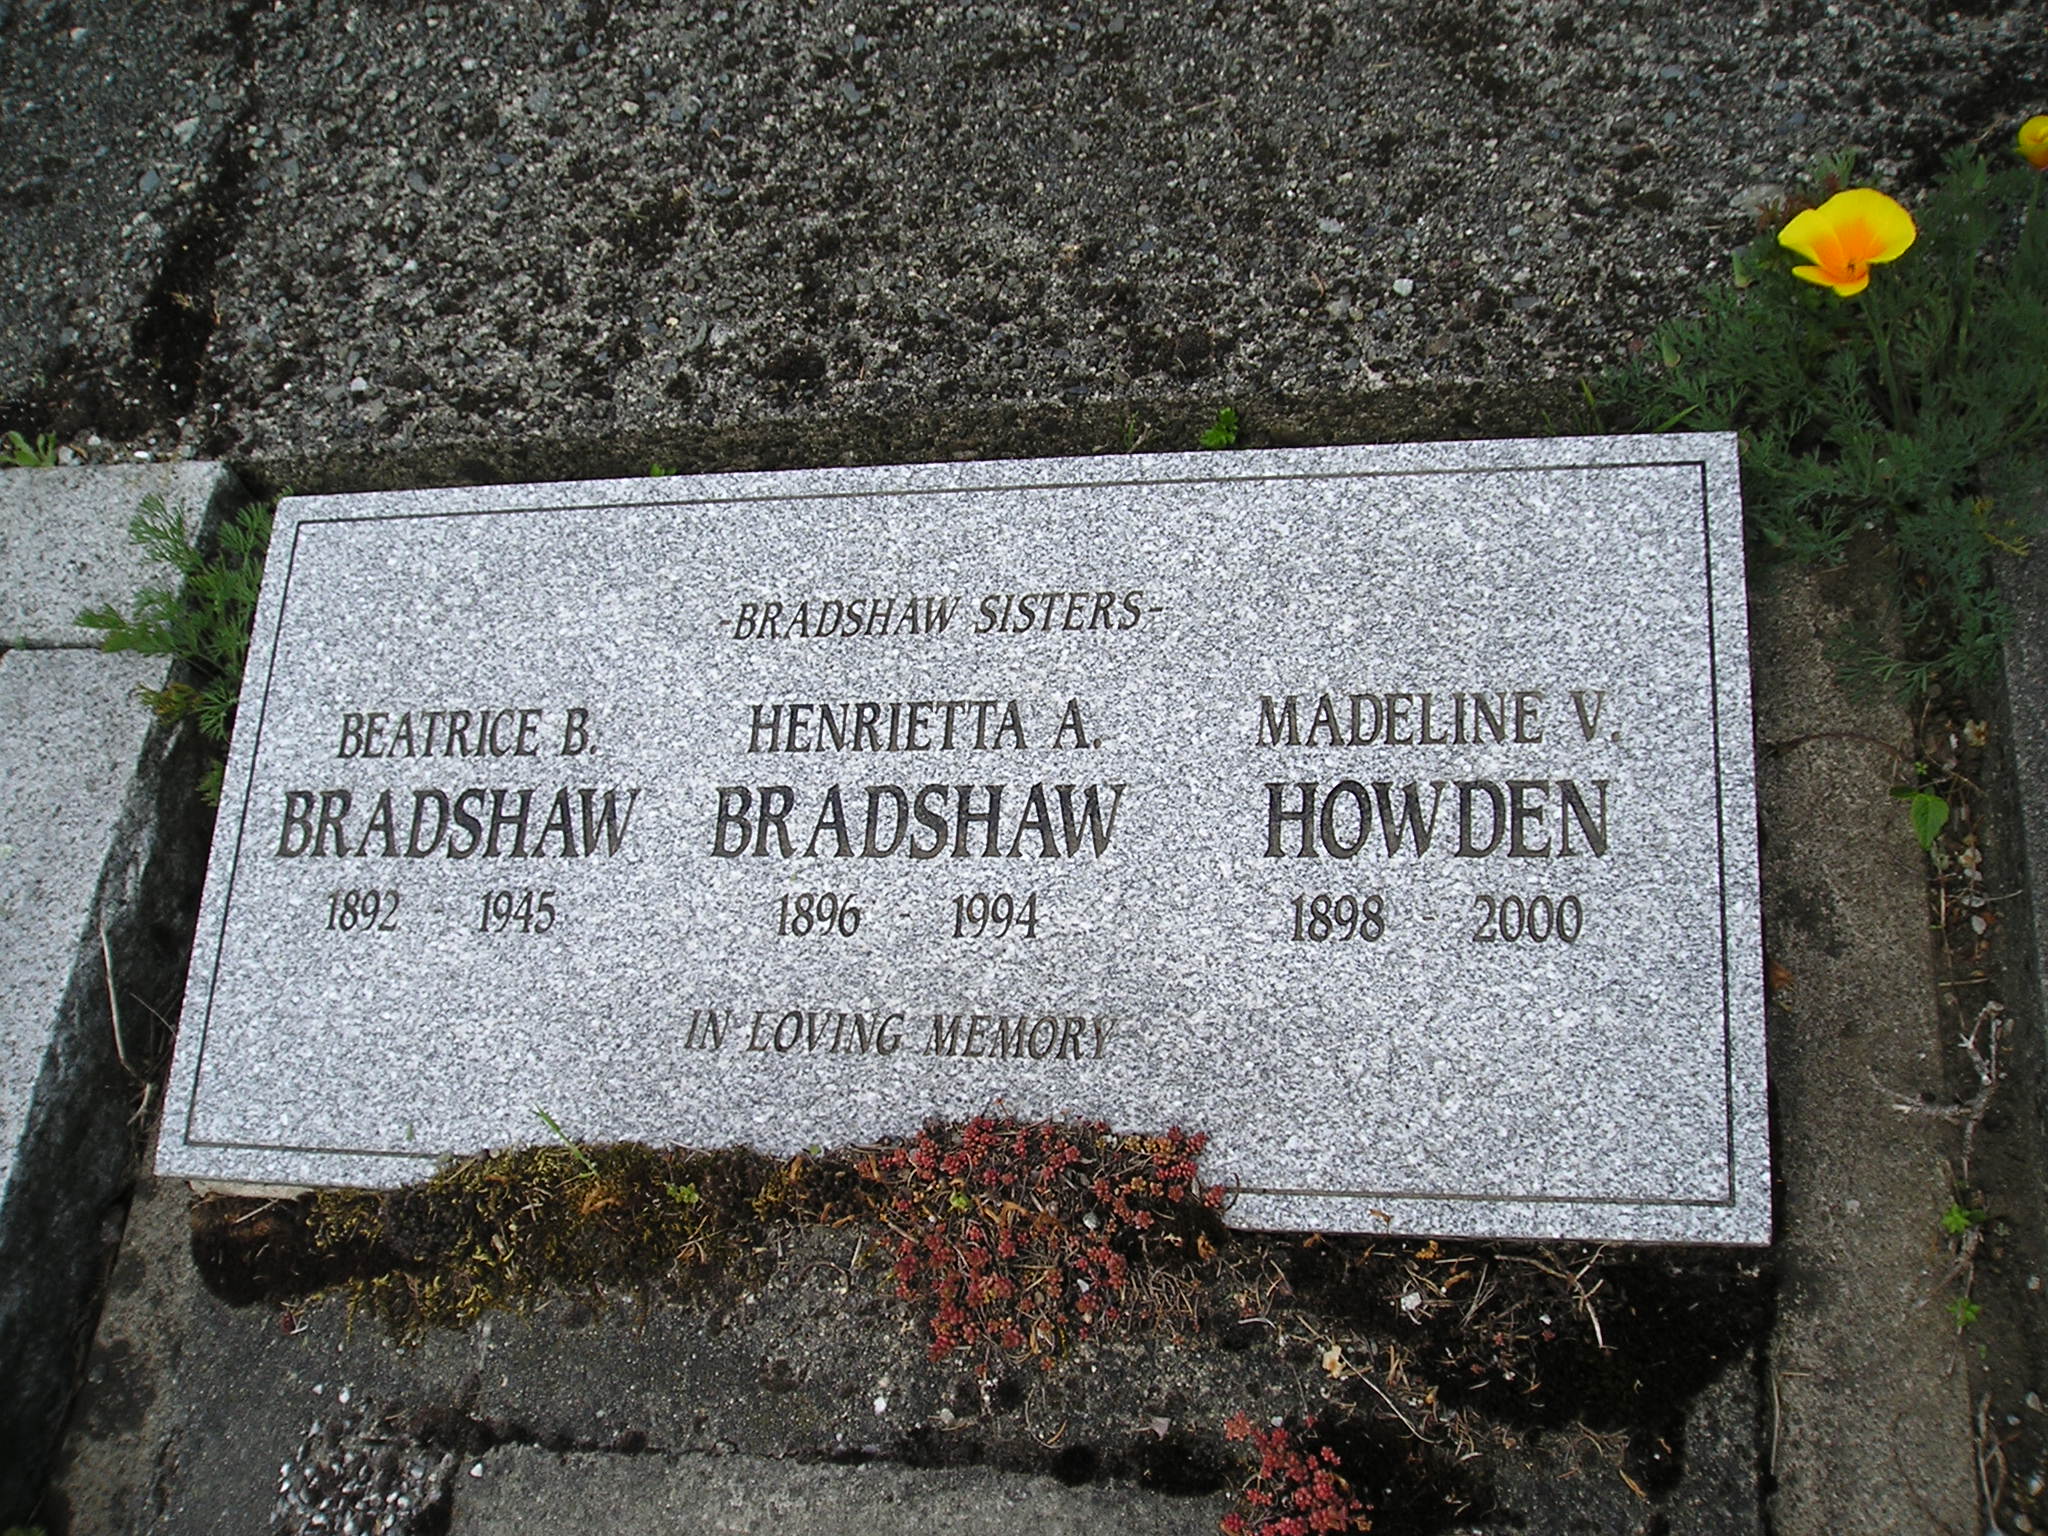 -BRADSHAW SISTERS-
BEATRICE B. HENRIETTA A. MADELINE V.
BRADSHAW BRADSHAW HOWDEN
1892 - 1945 1896 - 1994 1898 - 2000
IN LOVING MEMORY